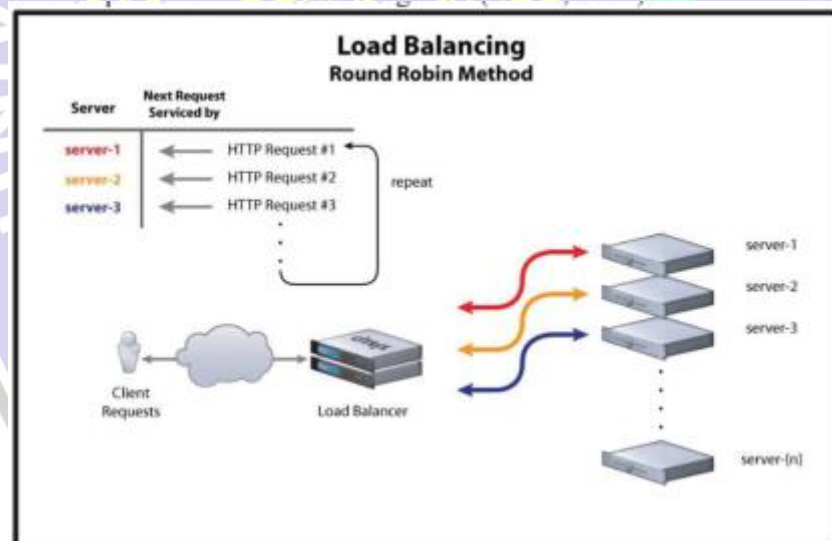 Load Balancing
Round Robin Method
Server
Next Request
Serviced by
server-1
HTTP Request #1
server-2
HTTP Request #2
server-3
HTTP Request #3
repeat
server-1
server-2
server-3
citrix
Client
Requests
Load Balancer
server-{n}